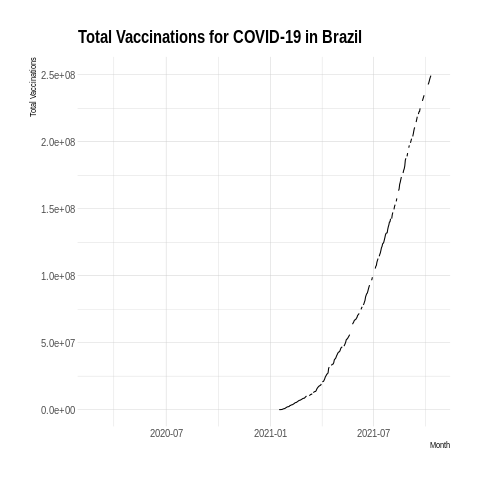 Total Vaccinations for COVID-19 in Brazil
Total Vaccinations
2.5e+08
2.0e+08
1.5e+08
1.0e+08
5.0e+07
0.0e+00
2020-07 2021-01 2021-07
Month